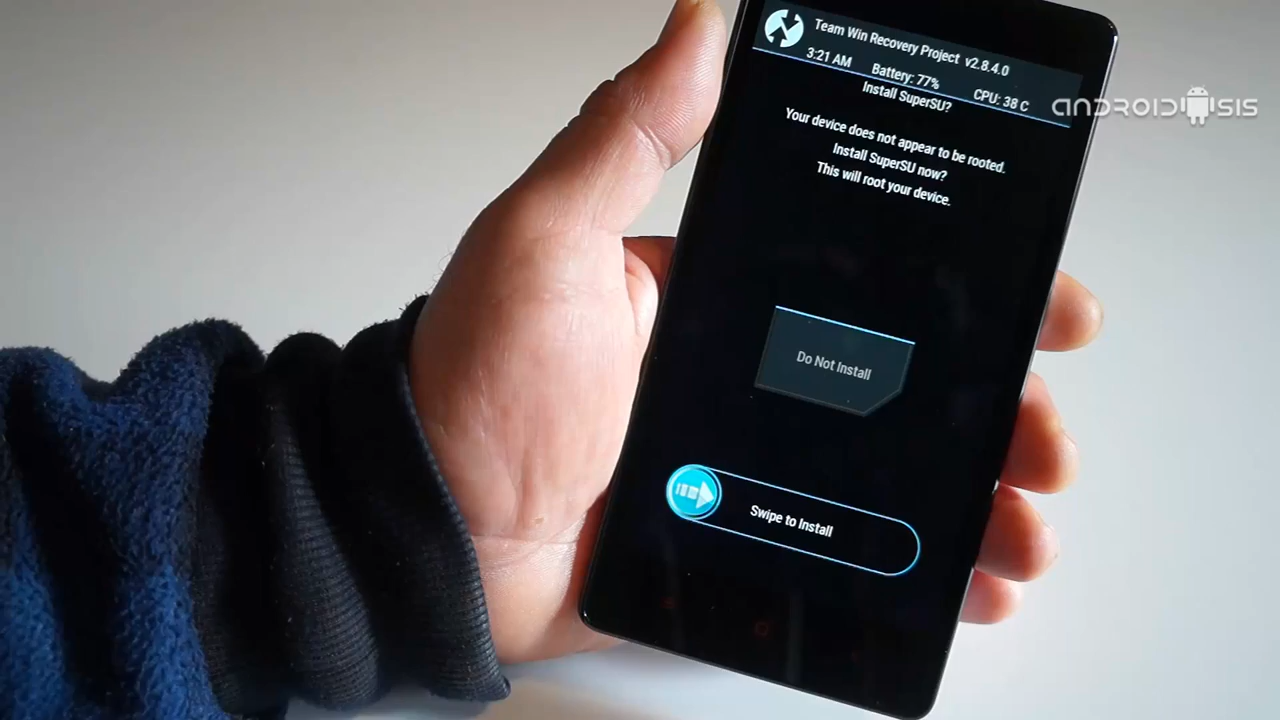 Team Win Recovery Project v2.8.4.0
3:21 AM Battery: 77% CPU: 38 C
Install SuperSU?
Your device does not appear to be rooted.
Install SuperSU now?
This will root your device.
Do Not Install
Swipe to Install
ANDROIDSIS